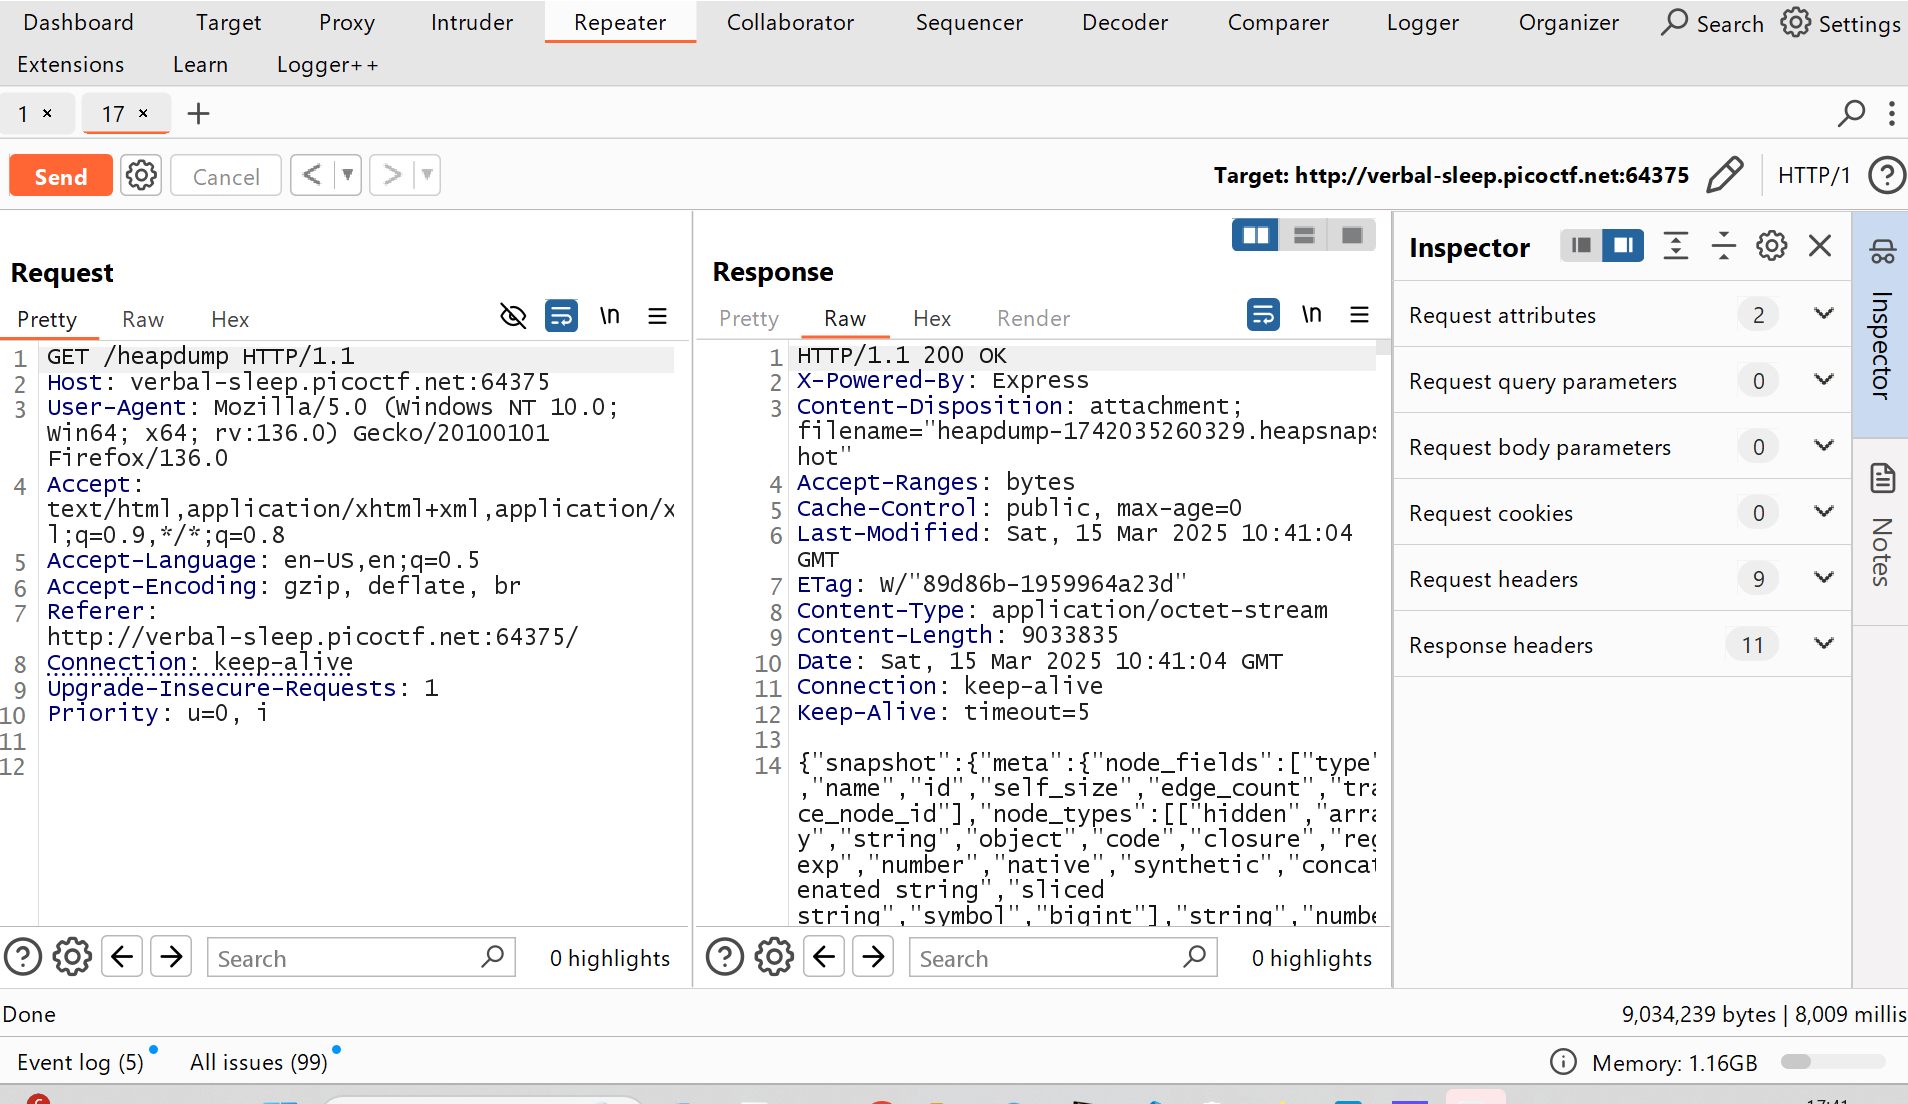 Dashboard Target Proxy Intruder Repeater Collaborator Sequencer Decoder Comparer Logger Organizer Search Settings
Extensions Learn Logger++
1 × 17 × +
Send Cancel < > Target: http://verbal-sleep.picoctf.net:64375 HTTP/1
Request
Pretty Raw Hex \n
1 GET /heapdump HTTP/1.1
2 Host: verbal-sleep.picoctf.net:64375
3 User-Agent: Mozilla/5.0 (Windows NT 10.0;
Win64; x64; rv:136.0) Gecko/20100101
Firefox/136.0
4 Accept:
text/html,application/xhtml+xml,application/x
l;q=0.9,*/*;q=0.8
5 Accept-Language: en-US,en;q=0.5
6 Accept-Encoding: gzip, deflate, br
7 Referer:
http://verbal-sleep.picoctf.net:64375/
8 Connection: keep-alive
9 Upgrade-Insecure-Requests: 1
10 Priority: u=0, i
11
12
Search 0 highlights
Response
Pretty Raw Hex Render \n
1 HTTP/1.1 200 OK
2 X-Powered-By: Express
3 Content-Disposition: attachment;
filename="heapdump-1742035260329.heapsnaps
hot"
4 Accept-Ranges: bytes
5 Cache-Control: public, max-age=0
6 Last-Modified: Sat, 15 Mar 2025 10:41:04
GMT
7 ETag: W/"89d86b-1959964a23d"
8 Content-Type: application/octet-stream
9 Content-Length: 9033835
10 Date: Sat, 15 Mar 2025 10:41:04 GMT
11 Connection: keep-alive
12 Keep-Alive: timeout=5
13
14 {"snapshot":{"meta":{"node_fields":["type"
,"name","id","self_size","edge_count","tra
ce_node_id"],"node_types":[["hidden","arra
y","string","object","code","closure","reg
exp","number","native","synthetic","concat
enated string","sliced
string","symbol","bigint"],"string","numbe
Search 0 highlights
Inspector
Request attributes 2
Request query parameters 0
Request body parameters 0
Request cookies 0
Request headers 9
Response headers 11
Inspector
Notes
Done 9,034,239 bytes | 8,009 millis
Event log (5) All issues (99) Memory: 1.16GB